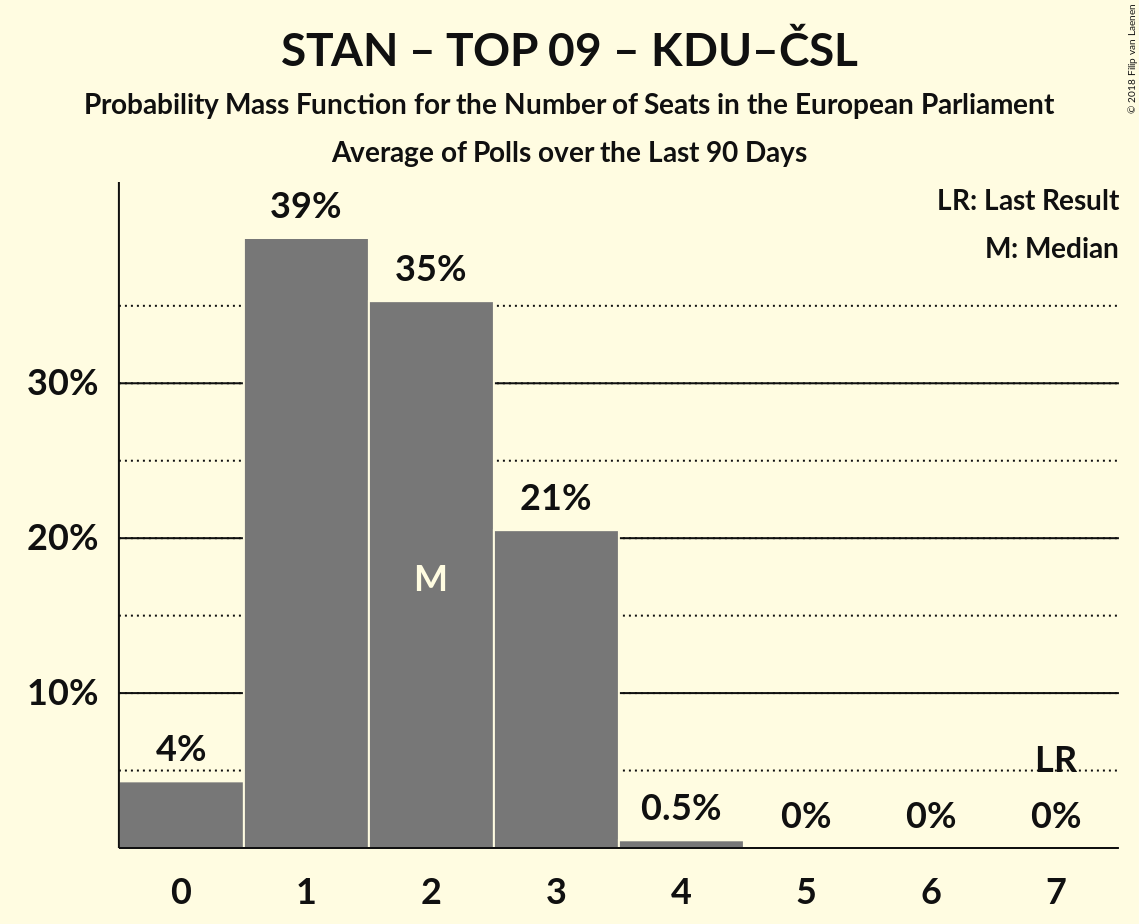 STAN – TOP 09 – KDU–ČSL
Probability Mass Function for the Number of Seats in the European Parliament
Average of Polls over the Last 90 Days
© 2018 Filip van Laenen
LR: Last Result
M: Median
39%
35%
30%
21%
20%
M
10%
4%
LR
0.5%
0%
0%
0%
0 1 2 3 4 5 6 7